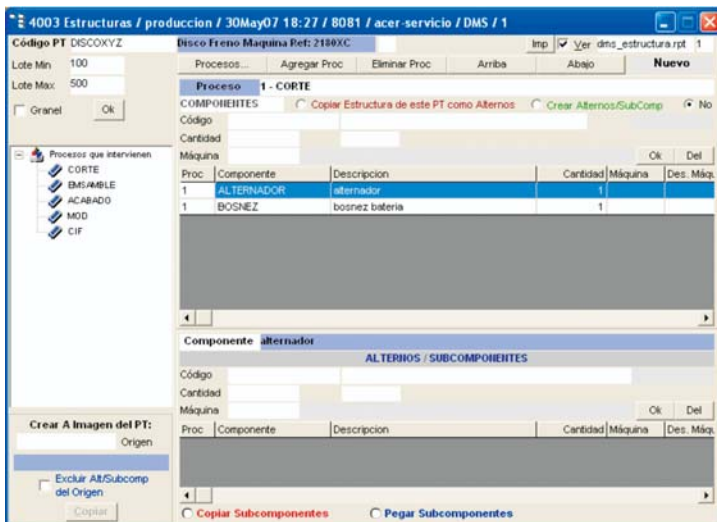 4003 Estructuras / produccion / 30May07 18:27 / 8081 / acer-servicio / DMS / 1
Código PT DISCOXYZ Disco Freno Maquina Ref: 2180XC Imp Ver dms_estructura.rpt 1
Lote Min 100 Procesos... Agregar Proc Eliminar Proc Arriba Abajo Nuevo
Lote Max 500
Proceso 1 - CORTE
Granel Ok COMPONENTES Copiar Estructura de este PT como Alternos Crear Alternos/SubComp No
Código
Cantidad
Máquina Ok Del
Procesos que intervienen
CORTE
EMSAMBLE
ACABADO
MOD
CIF
Proc Componente Descripcion Cantidad Máquina Des. Máqu
1 ALTERNADOR alternador 1
1 BOSNEZ bosnez bateria 1
Componente alternador
ALTERNOS / SUBCOMPONENTES
Código
Cantidad
Máquina Ok Del
Proc Componente Descripcion Cantidad Máquina Des. Máqu
Crear A Imagen del PT:
Origen
Excluir Alt/Subcomp
del Origen
Copiar
Copiar Subcomponentes Pegar Subcomponentes